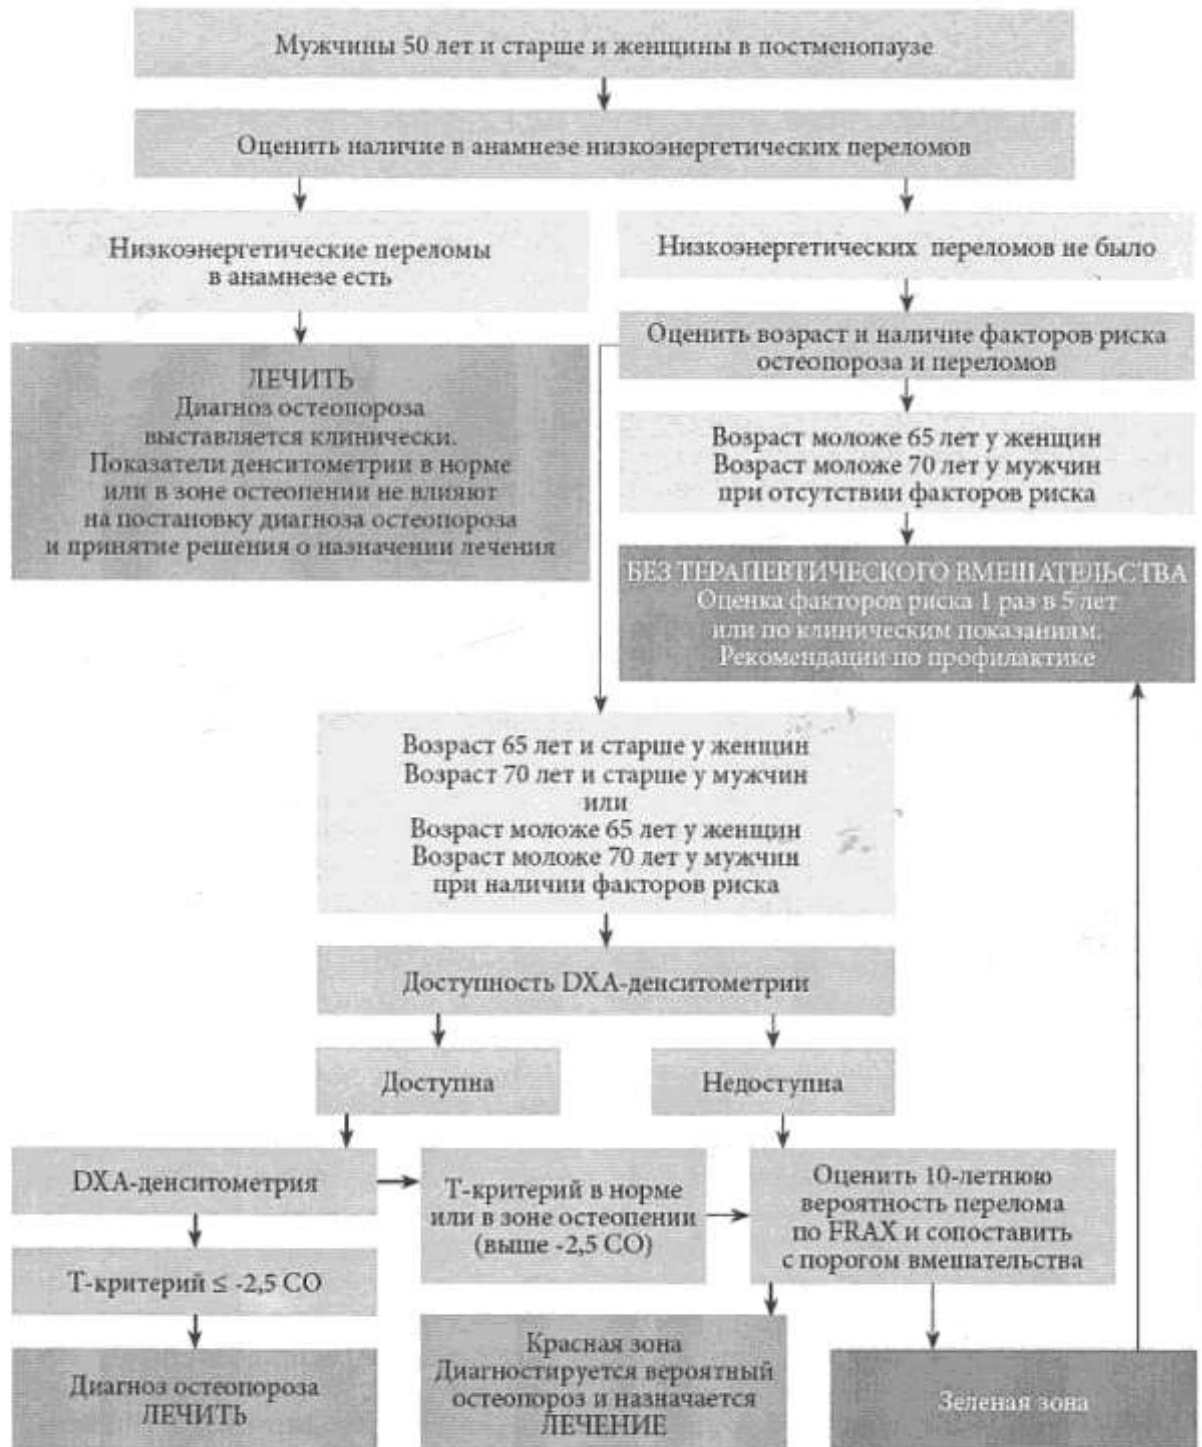 Мужчины 50 лет и старше и женщины в постменопаузе
Оценить наличие в анамнезе низкоэнергетических переломов
Низкоэнергетические переломы
в анамнезе есть
Низкоэнергетических переломов не было
Оценить возраст и наличие факторов риска
остеопороза и переломов
ЛЕЧИТЬ
Диагноз остеопороза
выставляется клинически.
Показатели денситометрии в норме
или в зоне остеопении не влияют
на постановку диагноза остеопороза
и принятие решения о назначении лечения
Возраст моложе 65 лет у женщин
Возраст моложе 70 лет у мужчин
при отсутствии факторов риска
БЕЗ ТЕРАПЕВТИЧЕСКОГО ВМЕШАТЕЛЬСТВА
Оценка факторов риска 1 раз в 5 лет
или по клиническим показаниям.
Рекомендации по профилактике
Возраст 65 лет и старше у женщин
Возраст 70 лет и старше у мужчин
или
Возраст моложе 65 лет у женщин
Возраст моложе 70 лет у мужчин
при наличии факторов риска
Доступность DXA-денситометрии
Доступна
Недоступна
DXA-денситометрия
Т-критерий в норме
или в зоне остеопении
(выше -2,5 СО)
Оценить 10-летнюю
вероятность перелома
по FRAX и сопоставить
с порогом вмешательства
Т-критерий ≤ -2,5 СО
Диагноз остеопороза
ЛЕЧИТЬ
Красная зона
Диагностируется вероятный
остеопороз и назначается
ЛЕЧЕНИЕ
Зеленая зона